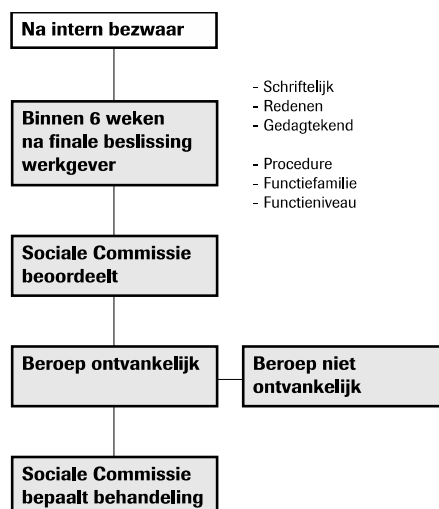 Na intern bezwaar
Binnen 6 weken
na finale beslissing
werkgever
- Schriftelijk
- Redenen
- Gedagtekend
- Procedure
- Functiefamilie
- Functieniveau
Sociale Commissie
beoordeelt
Beroep ontvankelijk
Beroep niet
ontvankelijk
Sociale Commissie
bepaalt behandeling